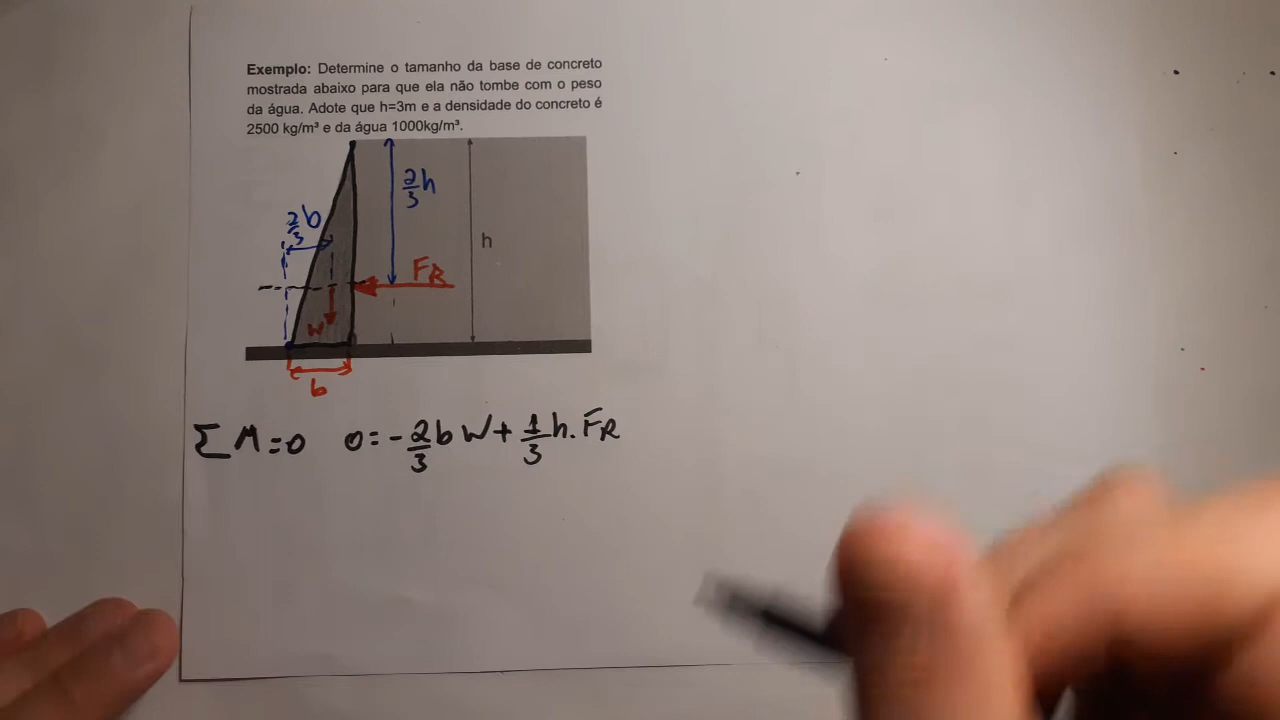 Exemplo: Determine o tamanho da base de concreto
mostrada abaixo para que ela não tombe com o peso
da água. Adote que h=3m e a densidade do concreto é
2500 kg/m³ e da água 1000kg/m³.
2/3 h
2/3 b
h
FR
W
b
ΣM=0 0=-2/3 b W+1/3 h.FR